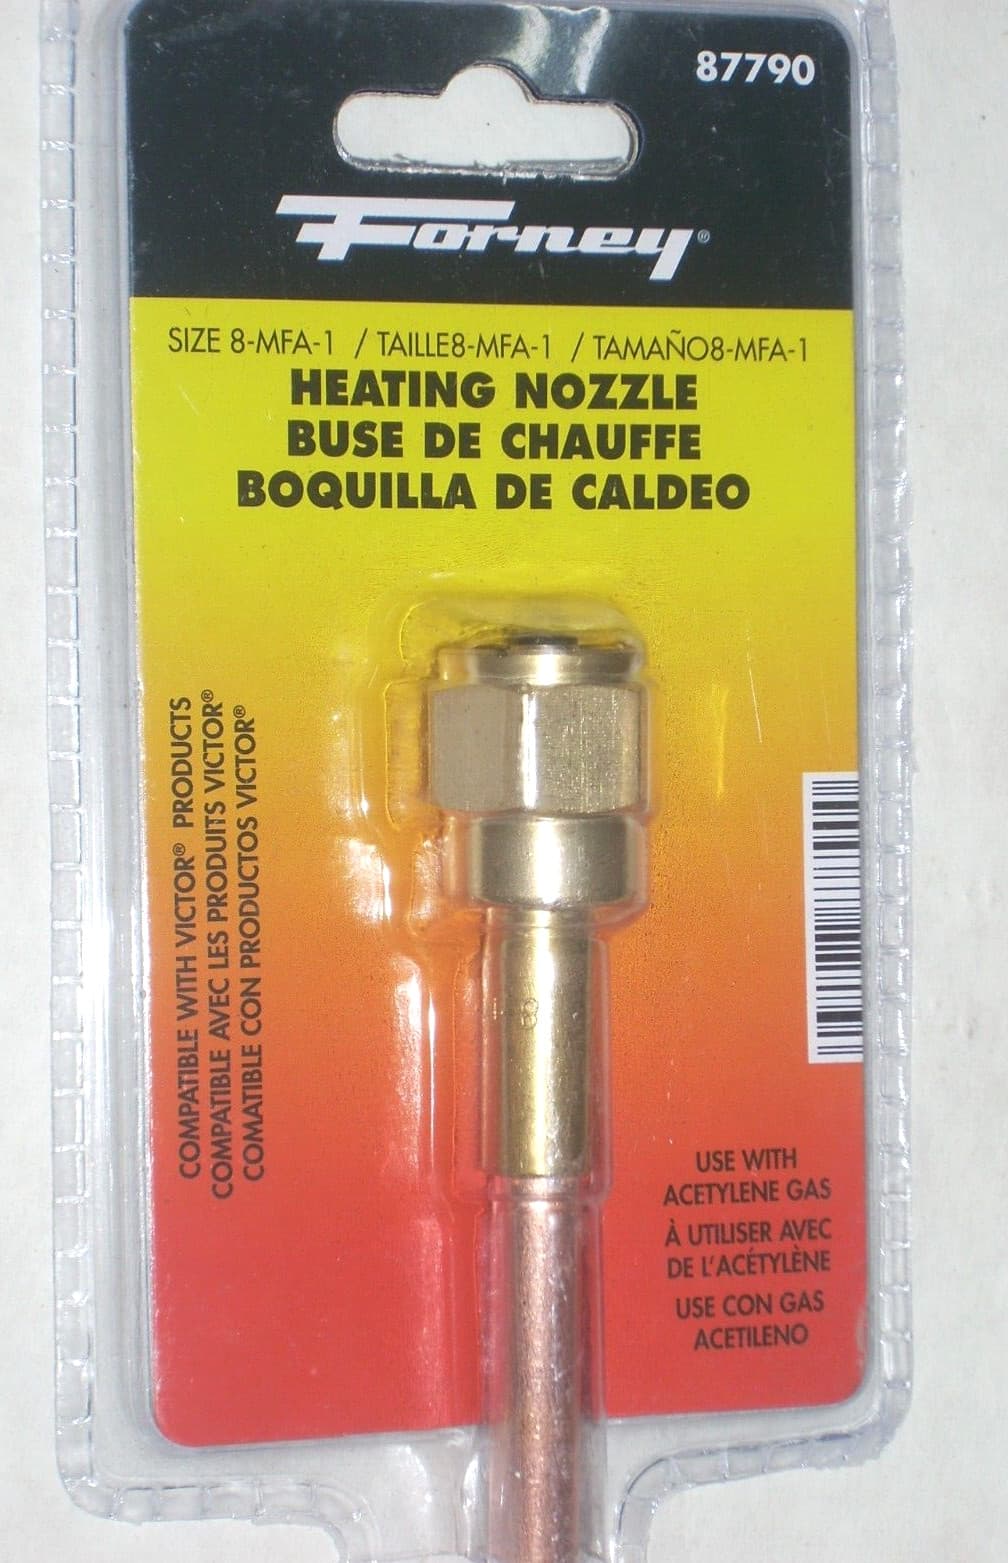 87790
Forney®
SIZE 8-MFA-1 / TAILLE8-MFA-1 / TAMAÑO8-MFA-1
HEATING NOZZLE
BUSE DE CHAUFFE
BOQUILLA DE CALDEO
COMPATIBLE WITH VICTOR® PRODUCTS
COMPATIBLE AVEC LES PRODUITS VICTOR®
COMATIBLE CON PRODUCTOS VICTOR®
8
USE WITH
ACETYLENE GAS
À UTILISER AVEC
DE L'ACÉTYLÈNE
USE CON GAS
ACETILENO